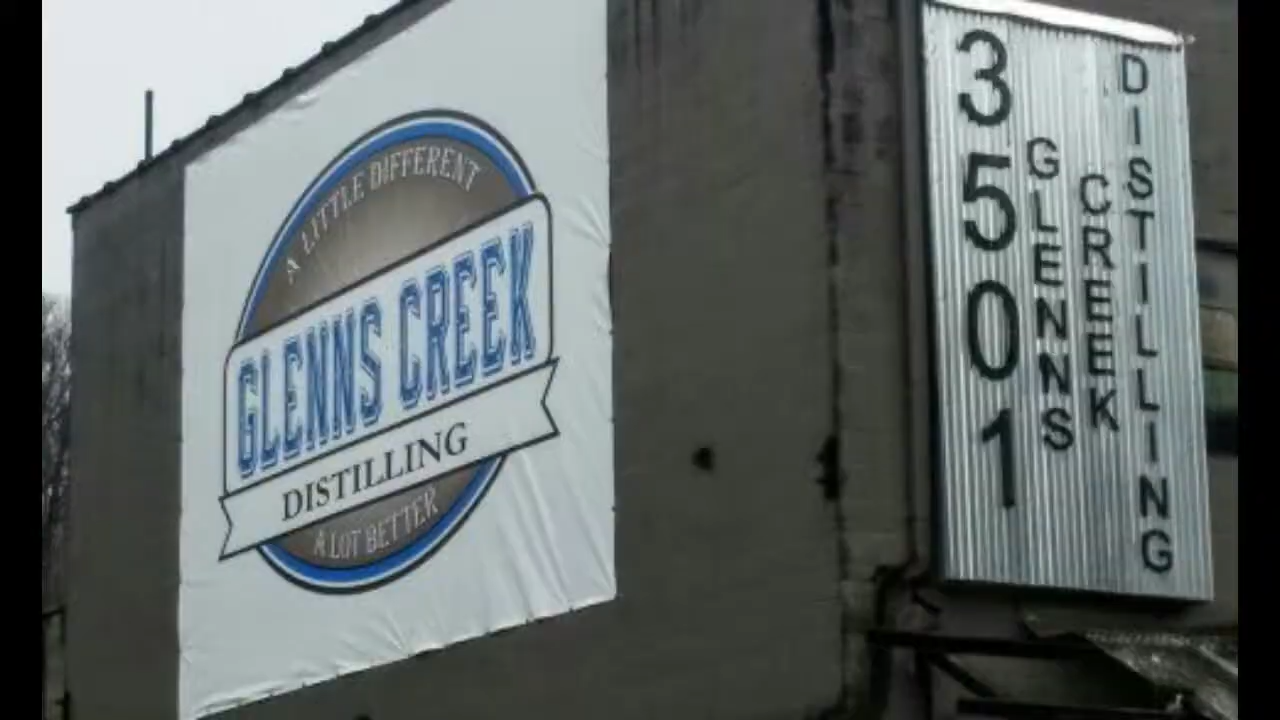 A LITTLE DIFFERENT
GLENNS CREEK
DISTILLING
A LOT BETTER
3501
GLENNS
CREEK
DISTILLING